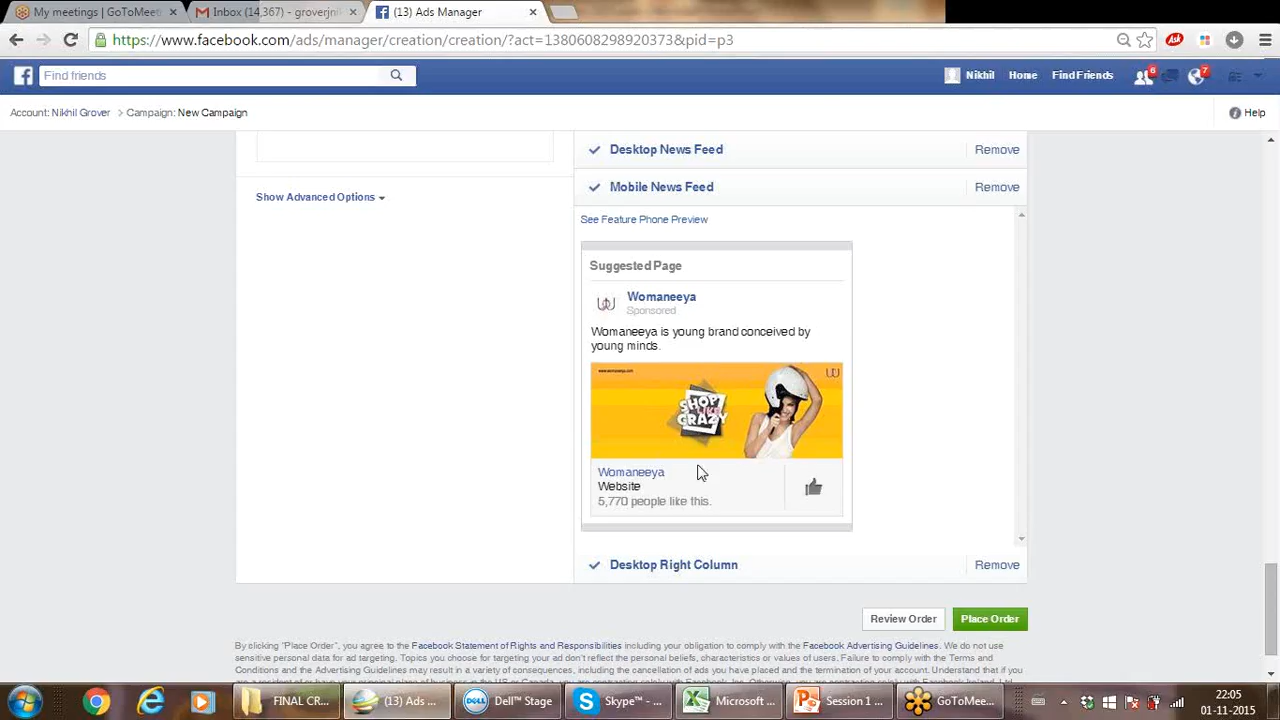 My meetings | GoToMee
Inbox (14,367) - groverjni
(13) Ads Manager
https://www.facebook.com/ads/manager/creation/creation/?act=1380608298920373&pid=p3
Ask
Find friends
Nikhil
Home
Find Friends
6
7
Account: Nikhil Grover > Campaign: New Campaign
Help
Desktop News Feed
Remove
Mobile News Feed
Remove
Show Advanced Options
See Feature Phone Preview
Suggested Page
Womaneeya
Sponsored
Womaneeya is young brand conceived by
young minds.
SHOP
LIKE
CRAZY
Womaneeya
Website
5,770 people like this.
Desktop Right Column
Remove
Review Order
Place Order
By clicking "Place Order", you agree to the Facebook Statement of Rights and Responsibilities including your obligation to comply with the Facebook Advertising Guidelines. We do not use
sensitive personal data for ad targeting. Topics you choose for targeting your ad don't reflect the personal beliefs, characteristics or values of users. Failure to comply with the Terms and
Conditions and the Advertising Guidelines may result in a variety of consequences, including the cancellation of ads you have placed and the termination of your account. Understand that if you
FINAL CR...
(13) Ads ...
Dell™ Stage
Skype™ - ...
Microsoft ...
Session 1 ...
GoToMee...
22:05
01-11-2015